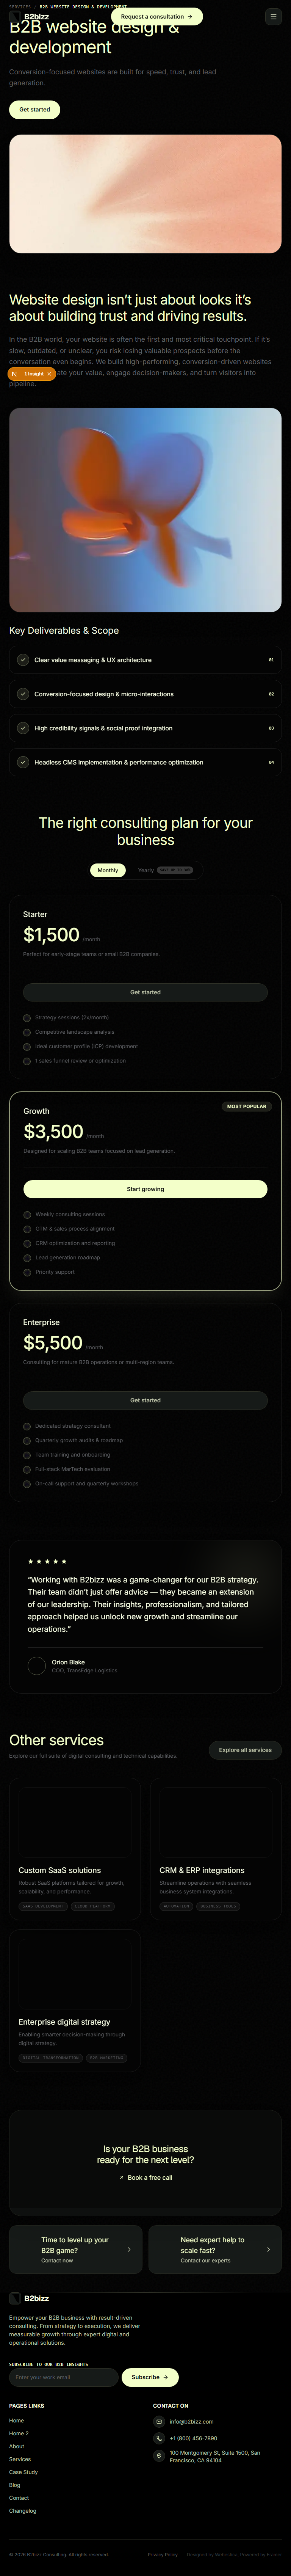 SERVICES / B2B WEBSITE DESIGN & DEVELOPMENT
B2bizz
Request a consultation →
B2B website design &
development
Conversion-focused websites are built for speed, trust, and lead
generation.
Get started
Website design isn’t just about looks it’s
about building trust and driving results.
In the B2B world, your website is often the first and most critical touchpoint. If it’s
slow, outdated, or unclear, you risk losing valuable prospects before the
conversation even begins. We build high-performing, conversion-driven websites
ate your value, engage decision-makers, and turn visitors into
pipeline.
N 1 Insight ×
Key Deliverables & Scope
Clear value messaging & UX architecture 01
Conversion-focused design & micro-interactions 02
High credibility signals & social proof integration 03
Headless CMS implementation & performance optimization 04
The right consulting plan for your
business
Monthly Yearly
Starter
$1,500 /month
Perfect for early-stage teams or small B2B companies.
Get started
Strategy sessions (2x/month)
Competitive landscape analysis
Ideal customer profile (ICP) development
1 sales funnel review or optimization
MOST POPULAR
Growth
$3,500 /month
Designed for scaling B2B teams focused on lead generation.
Start growing
Weekly consulting sessions
GTM & sales process alignment
CRM optimization and reporting
Lead generation roadmap
Priority support
Enterprise
$5,500 /month
Consulting for mature B2B operations or multi-region teams.
Get started
Dedicated strategy consultant
Quarterly growth audits & roadmap
Team training and onboarding
Full-stack MarTech evaluation
On-call support and quarterly workshops
★ ★ ★ ★ ★
“Working with B2bizz was a game-changer for our B2B strategy.
Their team didn’t just offer advice — they became an extension
of our leadership. Their insights, professionalism, and tailored
approach helped us unlock new growth and streamline our
operations.”
Orion Blake
COO, TransEdge Logistics
Other services
Explore our full suite of digital consulting and technical capabilities.
Explore all services
Custom SaaS solutions
Robust SaaS platforms tailored for growth,
scalability, and performance.
SAAS DEVELOPMENT CLOUD PLATFORM
CRM & ERP integrations
Streamline operations with seamless
business system integrations.
AUTOMATION BUSINESS TOOLS
Enterprise digital strategy
Enabling smarter decision-making through
digital strategy.
DIGITAL TRANSFORMATION B2B MARKETING
Is your B2B business
ready for the next level?
Book a free call
Time to level up your
B2B game?
Contact now
Need expert help to
scale fast?
Contact our experts
B2bizz
Empower your B2B business with result-driven
consulting. From strategy to execution, we deliver
measurable growth through expert digital and
operational solutions.
SUBSCRIBE TO OUR B2B INSIGHTS
Enter your work email
Subscribe →
PAGES LINKS
Home
Home 2
About
Services
Case Study
Blog
Contact
Changelog
CONTACT ON
info@b2bizz.com
+1 (800) 456-7890
100 Montgomery St, Suite 1500, San
Francisco, CA 94104
© 2026 B2bizz Consulting. All rights reserved.
Privacy Policy